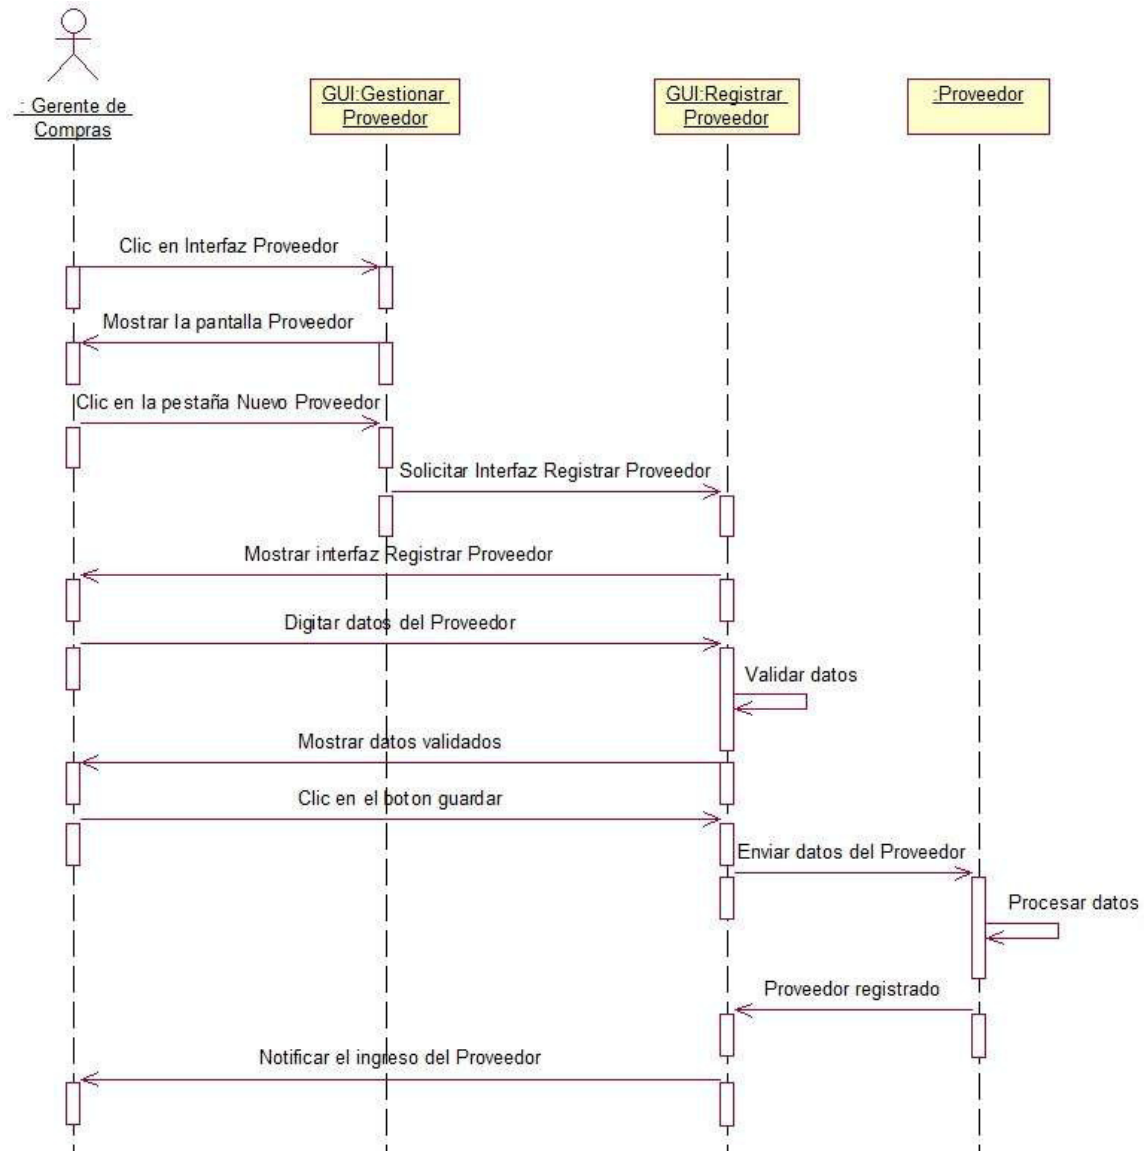 : Gerente de
Compras
GUI:Gestionar
Proveedor
GUI:Registrar
Proveedor
:Proveedor
Clic en Interfaz Proveedor
Mostrar la pantalla Proveedor
Clic en la pestaña Nuevo Proveedor
Solicitar Interfaz Registrar Proveedor
Mostrar interfaz Registrar Proveedor
Digitar datos del Proveedor
Validar datos
Mostrar datos validados
Clic en el boton guardar
Enviar datos del Proveedor
Procesar datos
Proveedor registrado
Notificar el ingreso del Proveedor